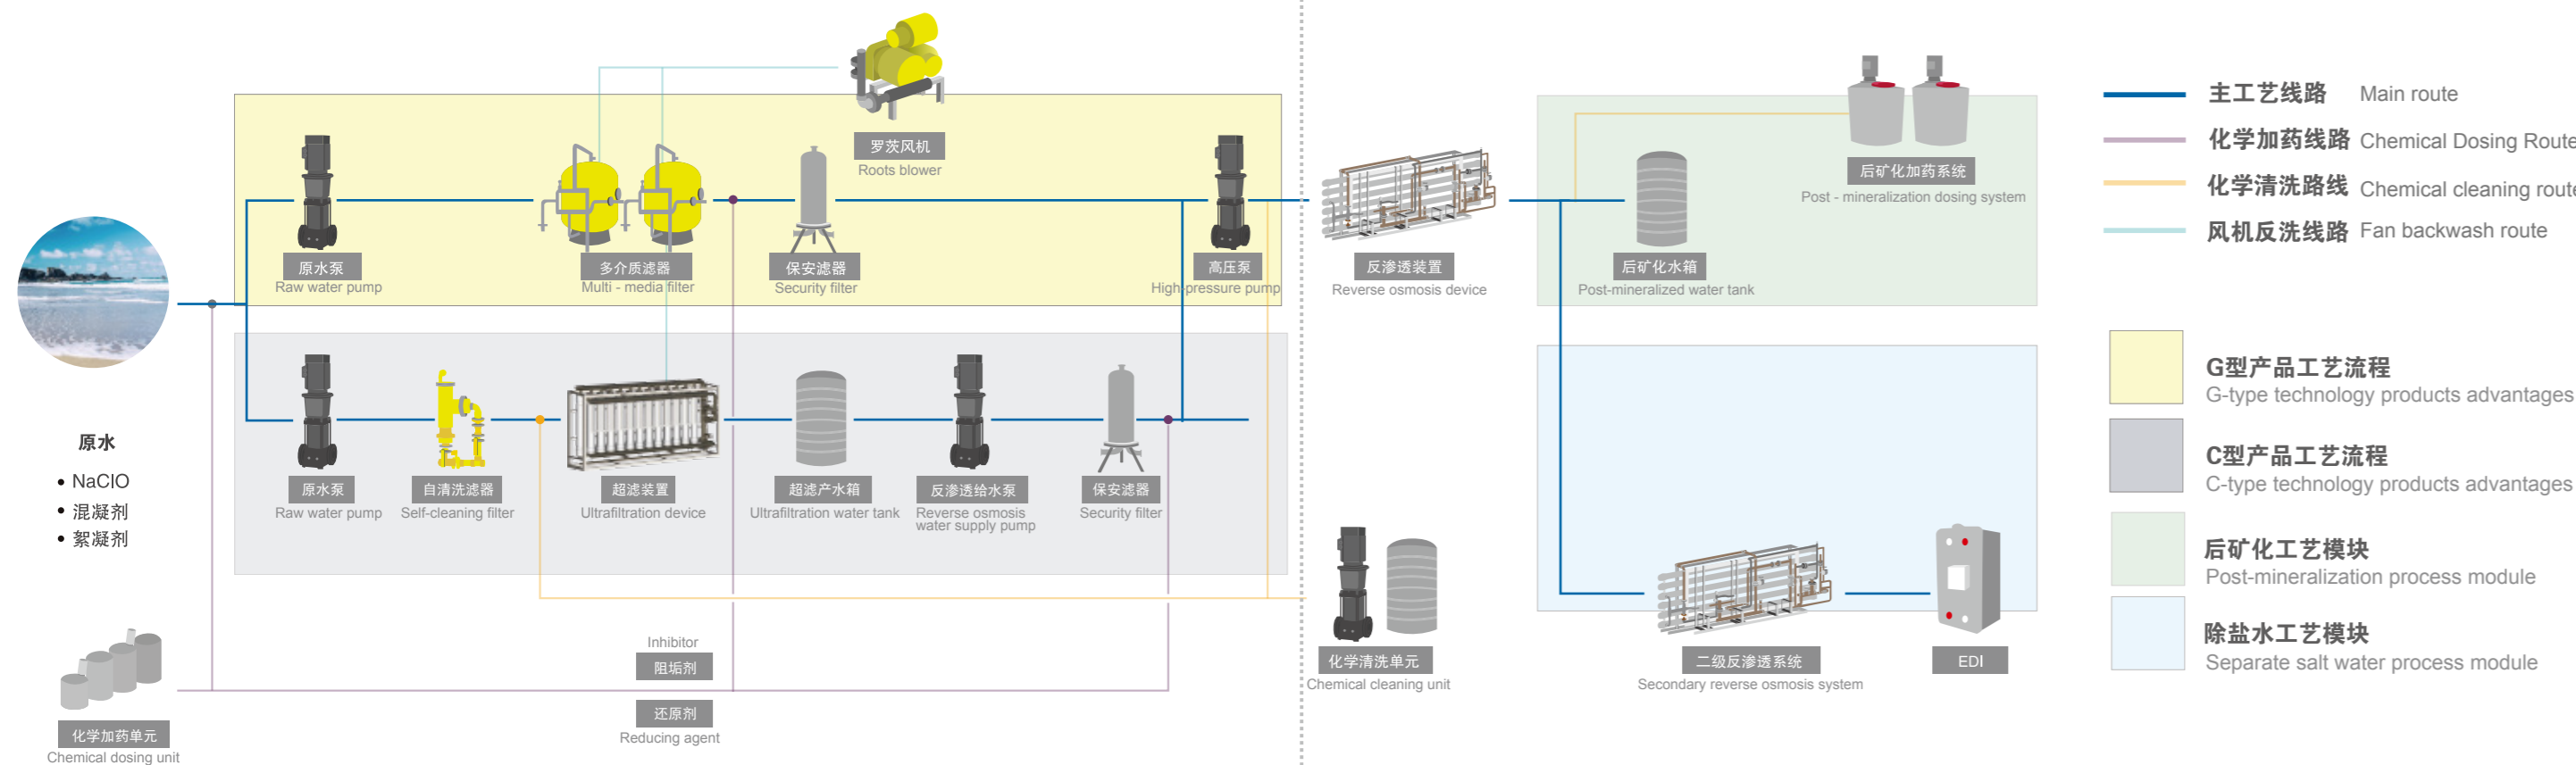 罗茨风机
Roots blower
原水泵
Raw water pump
多介质滤器
Multi - media filter
保安滤器
Security filter
高压泵
High-pressure pump
反渗透装置
Reverse osmosis device
后矿化水箱
Post-mineralized water tank
后矿化加药系统
Post - mineralization dosing system
原水
• NaClO
• 混凝剂
• 絮凝剂
原水泵
Raw water pump
自清洗滤器
Self-cleaning filter
超滤装置
Ultrafiltration device
超滤产水箱
Ultrafiltration water tank
反渗透给水泵
Reverse osmosis
water supply pump
保安滤器
Security filter
Inhibitor
阻垢剂
还原剂
Reducing agent
化学加药单元
Chemical dosing unit
化学清洗单元
Chemical cleaning unit
二级反渗透系统
Secondary reverse osmosis system
EDI
主工艺线路 Main route
化学加药线路 Chemical Dosing Route
化学清洗路线 Chemical cleaning route
风机反洗线路 Fan backwash route
G型产品工艺流程
G-type technology products advantages
C型产品工艺流程
C-type technology products advantages
后矿化工艺模块
Post-mineralization process module
除盐水工艺模块
Separate salt water process module